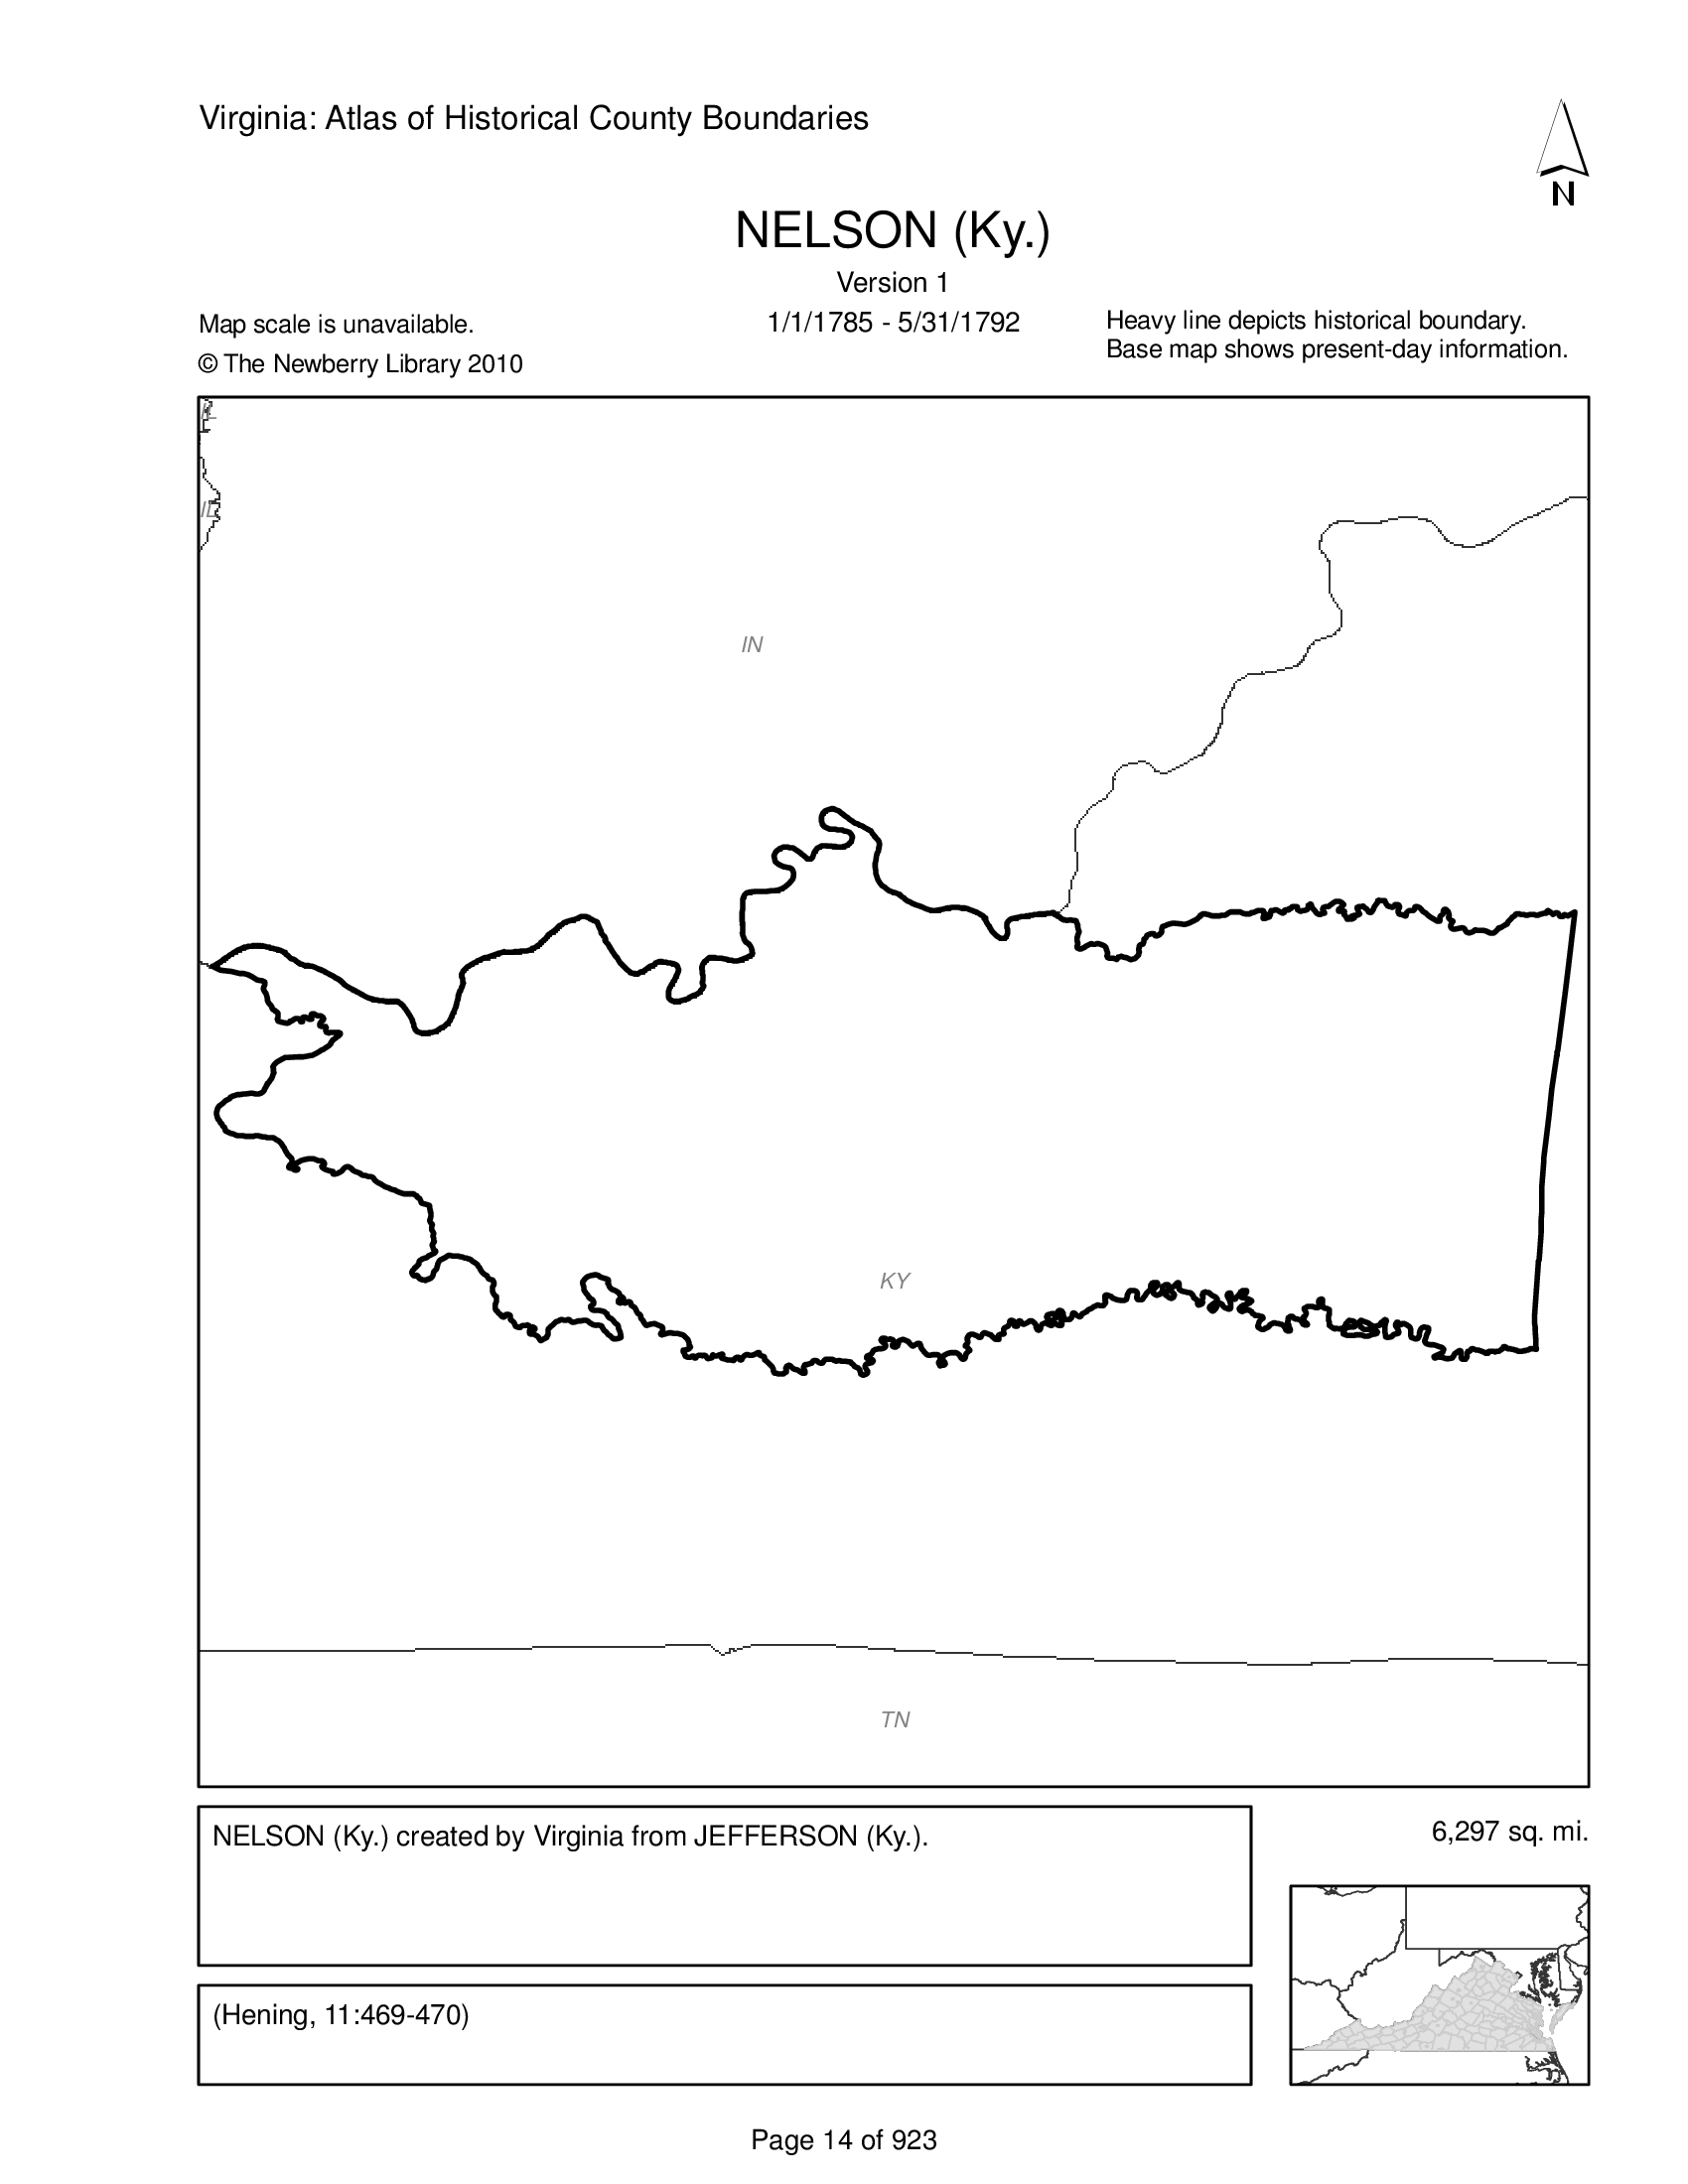 Virginia: Atlas of Historical County Boundaries
N
NELSON (Ky.)
Version 1
1/1/1785 - 5/31/1792
Map scale is unavailable.
© The Newberry Library 2010
Heavy line depicts historical boundary.
Base map shows present-day information.
IL
IN
KY
TN
NELSON (Ky.) created by Virginia from JEFFERSON (Ky.).
6,297 sq. mi.
(Hening, 11:469-470)
Page 14 of 923